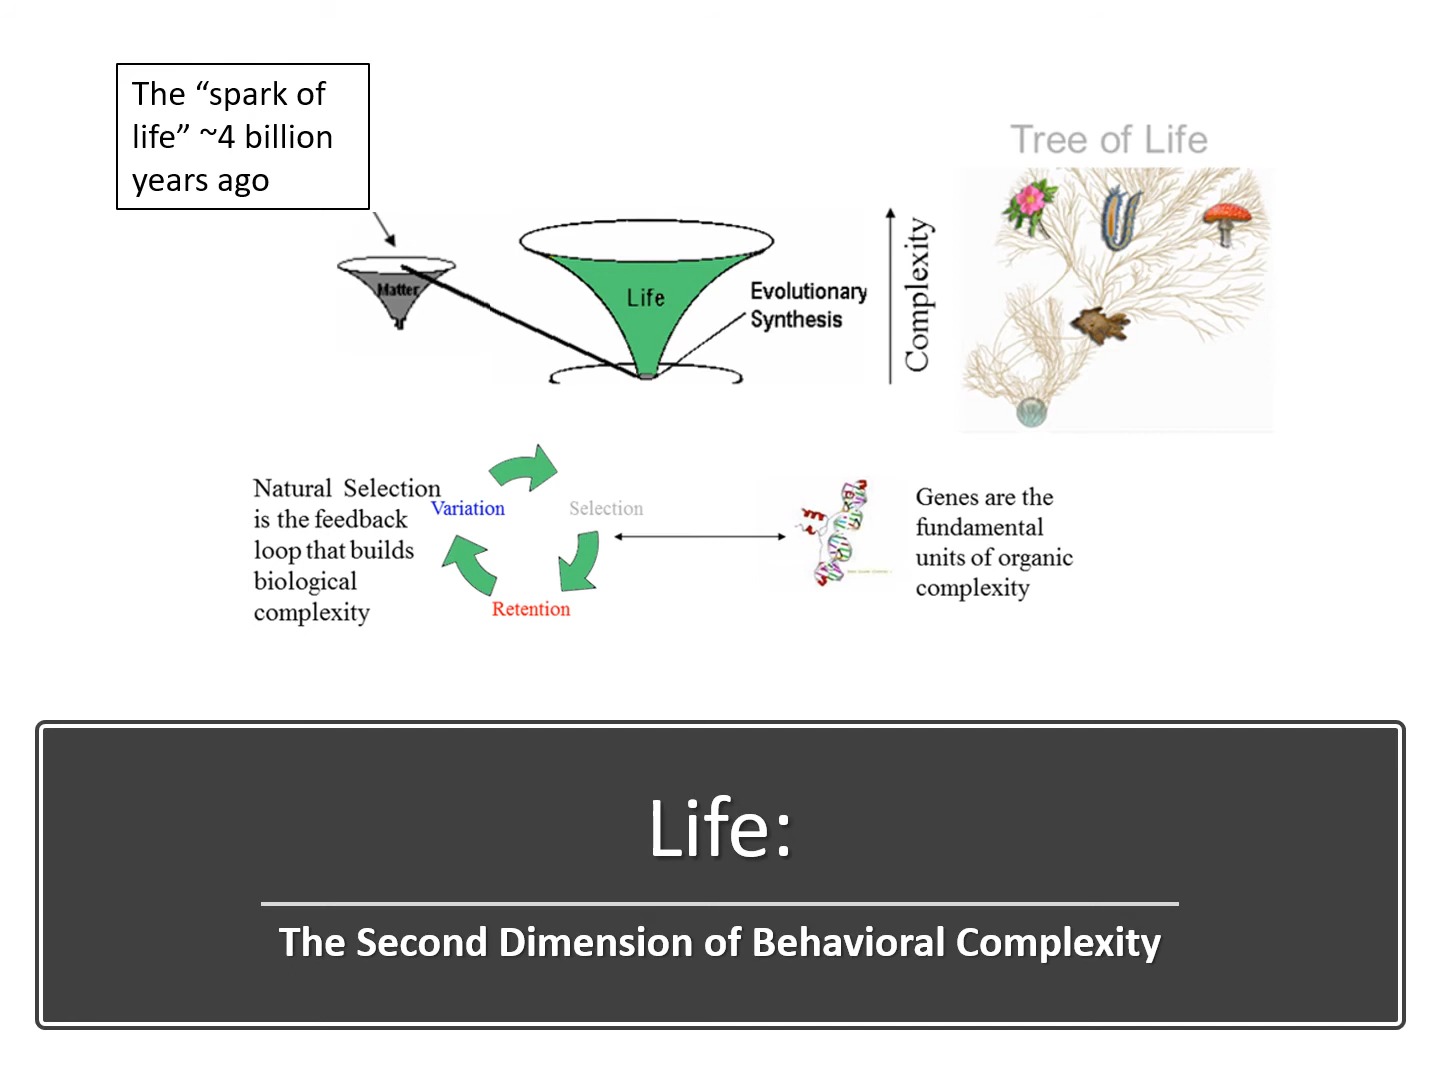 The “spark of
life” ~4 billion
years ago
Tree of Life
Matter
Life
Evolutionary
Synthesis
Complexity
Natural Selection
is the feedback
loop that builds
biological
complexity
Variation
Selection
Retention
Genes are the
fundamental
units of organic
complexity
Life:
The Second Dimension of Behavioral Complexity